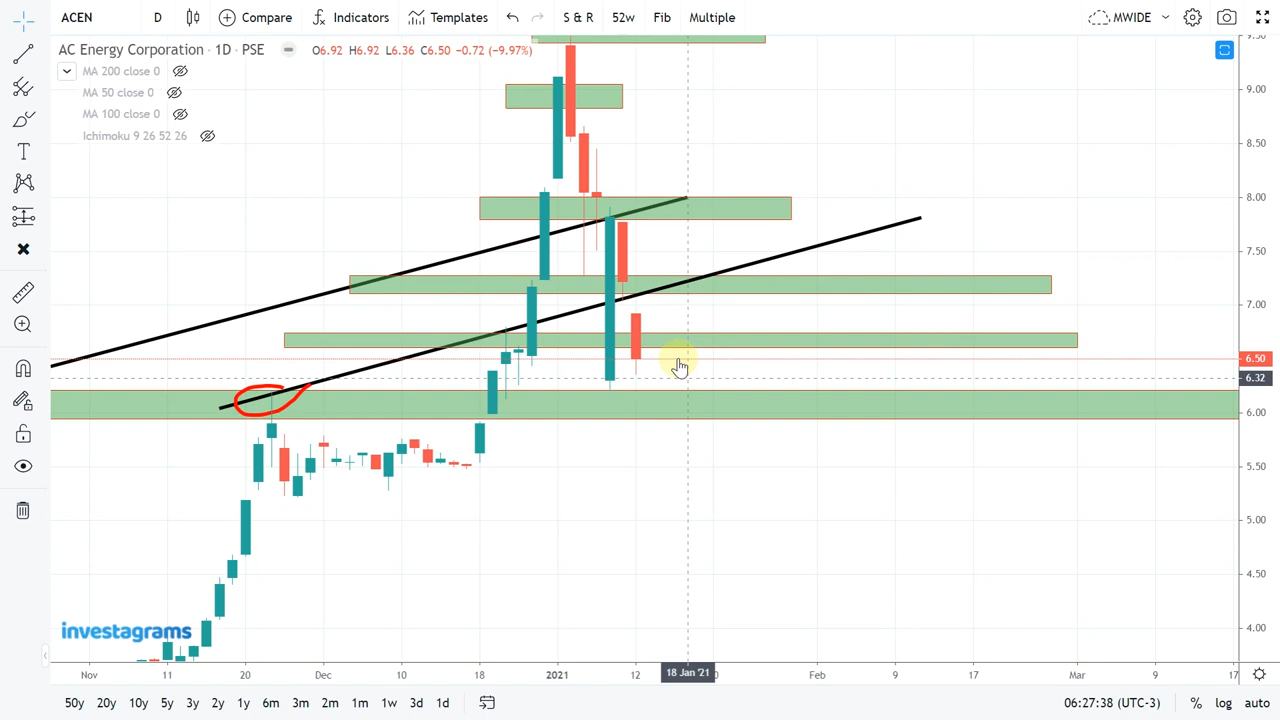 ACEN D Compare Indicators Templates S & R 52w Fib Multiple MWIDE
AC Energy Corporation · 1D · PSE O6.92 H6.92 L6.36 C6.50 −0.72 (−9.97%)
MA 200 close 0
MA 50 close 0
MA 100 close 0
Ichimoku 9 26 52 26
9.50
9.00
8.50
8.00
7.50
7.00
6.50
6.32
6.00
5.50
5.00
4.50
4.00
investagrams
Nov 11 20 Dec 10 18 2021 12 18 Jan '21 Feb 9 17 Mar 9 17
50y 20y 10y 5y 3y 2y 1y 6m 3m 2m 1m 1w 3d 1d 06:27:38 (UTC-3) % log auto